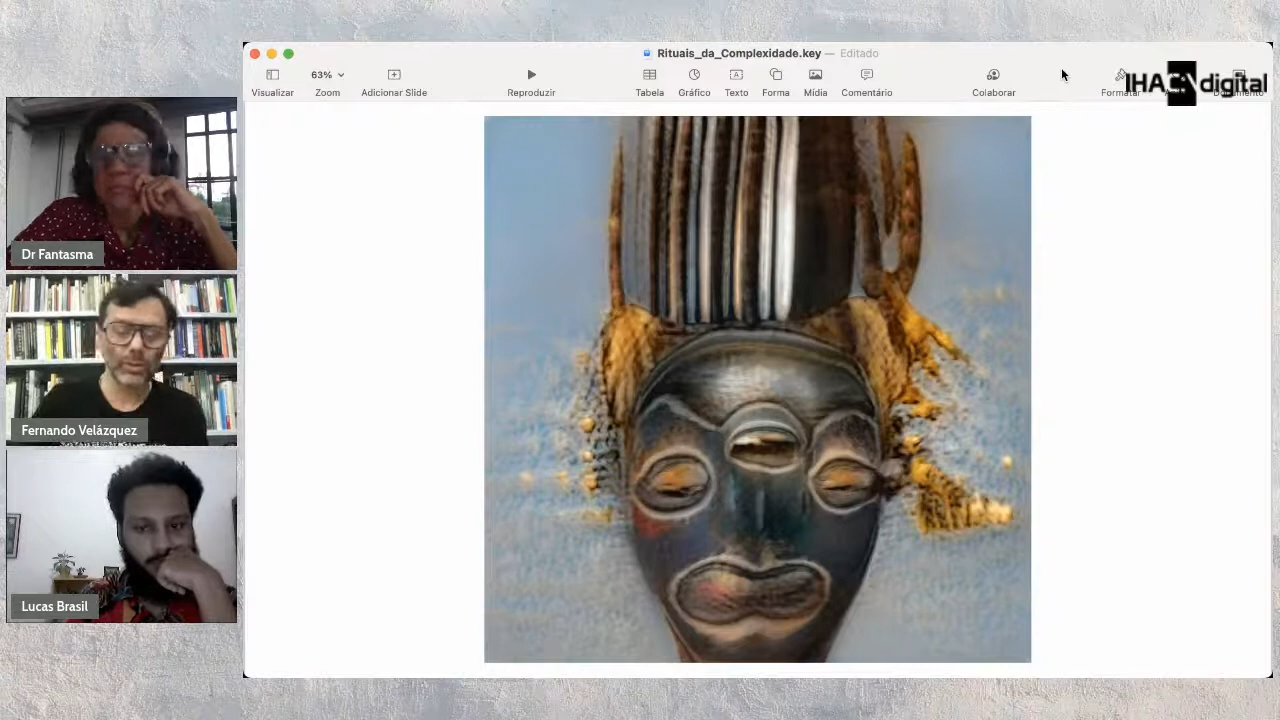 Rituais_da_Complexidade.key — Editado
Visualizar
63%
Zoom
Adicionar Slide
Reproduzir
Tabela
Gráfico
Texto
Forma
Mídia
Comentário
Colaborar
Formatar
Documento
IHAC digital
Dr Fantasma
Fernando Velázquez
Lucas Brasil